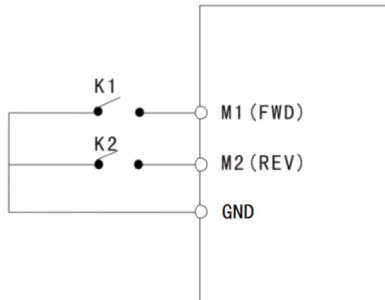 K1
M1(FWD)
K2
M2(REV)
GND